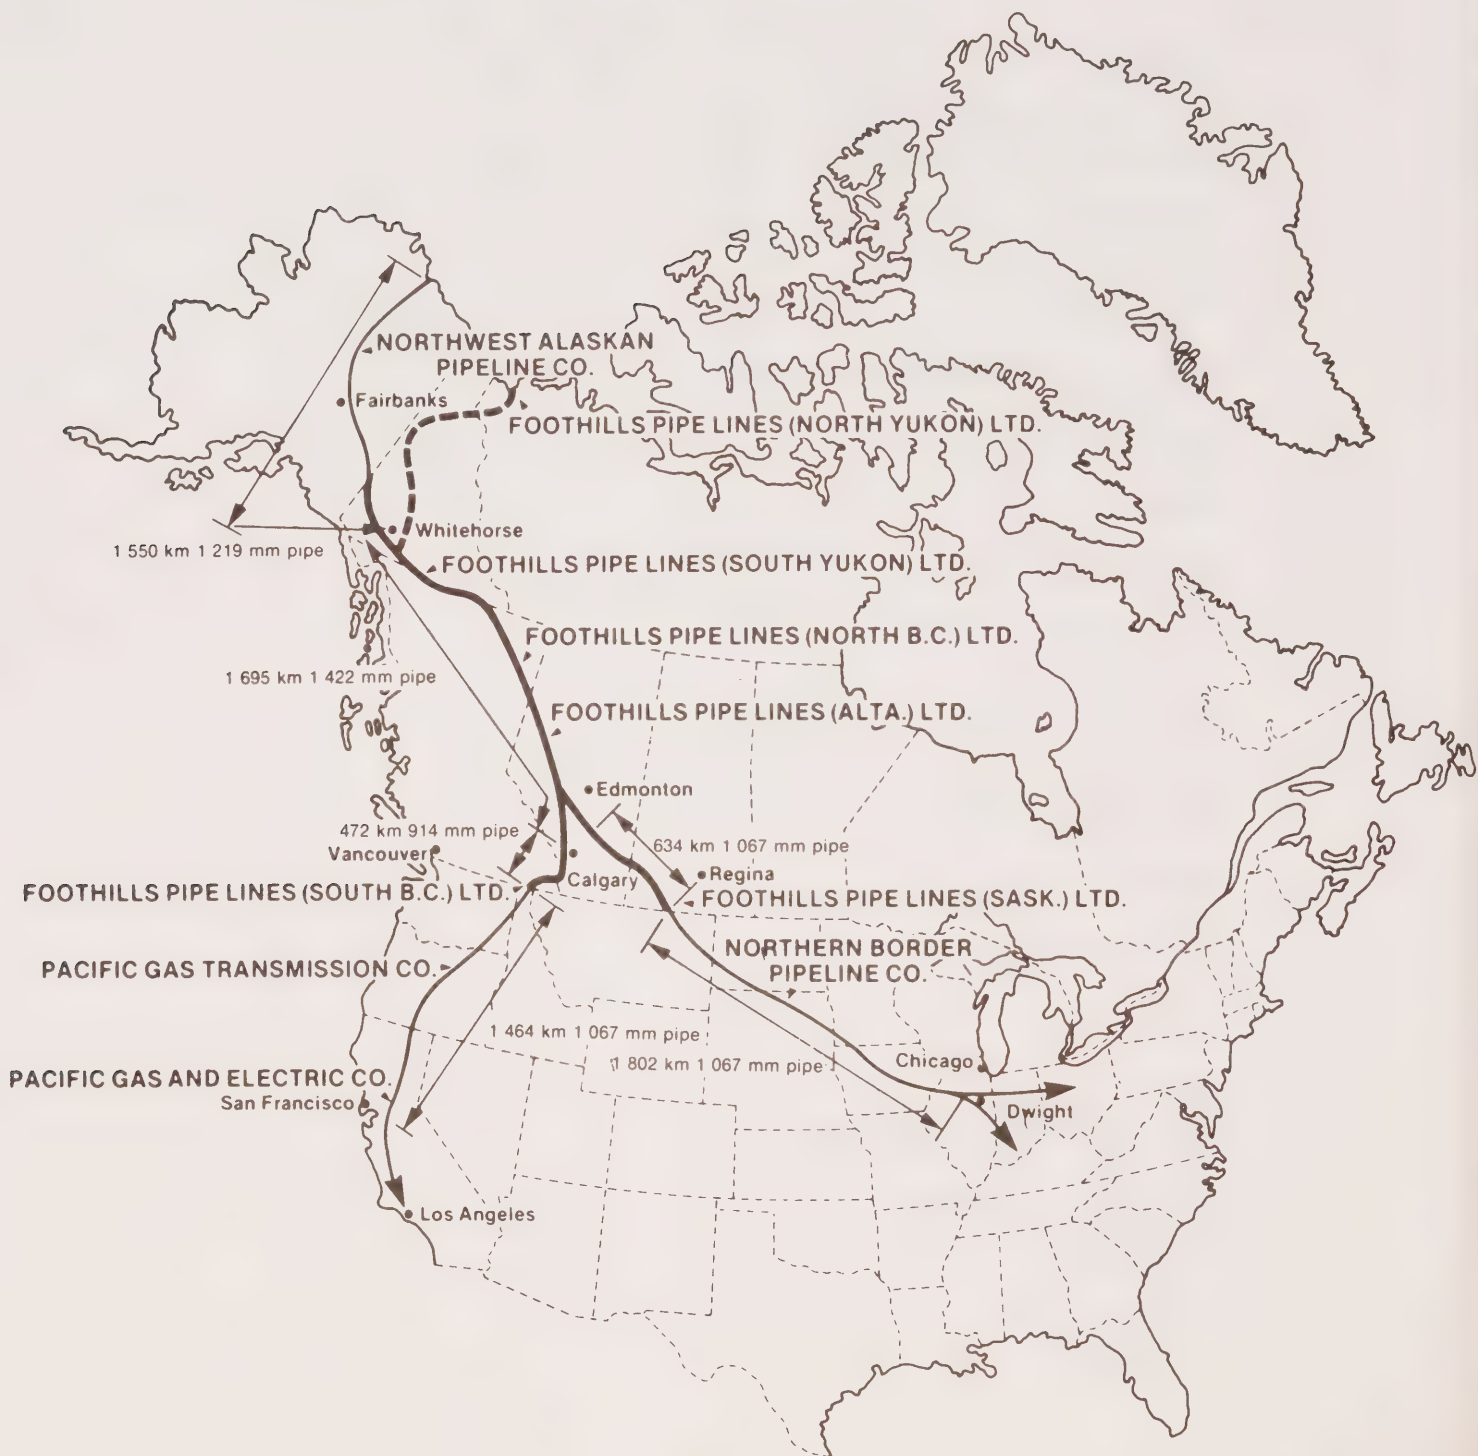 NORTHWEST ALASKAN
PIPELINE CO.
Fairbanks
FOOTHILLS PIPE LINES (NORTH YUKON) LTD.
Whitehorse
1 550 km 1 219 mm pipe
FOOTHILLS PIPE LINES (SOUTH YUKON) LTD.
FOOTHILLS PIPE LINES (NORTH B.C.) LTD.
1 695 km 1 422 mm pipe
FOOTHILLS PIPE LINES (ALTA.) LTD.
Edmonton
472 km 914 mm pipe
634 km 1 067 mm pipe
Vancouver
Calgary
Regina
FOOTHILLS PIPE LINES (SOUTH B.C.) LTD.
FOOTHILLS PIPE LINES (SASK.) LTD.
NORTHERN BORDER
PIPELINE CO.
PACIFIC GAS TRANSMISSION CO.
1 464 km 1 067 mm pipe
1 802 km 1 067 mm pipe
Chicago
PACIFIC GAS AND ELECTRIC CO.
San Francisco
Dwight
Los Angeles